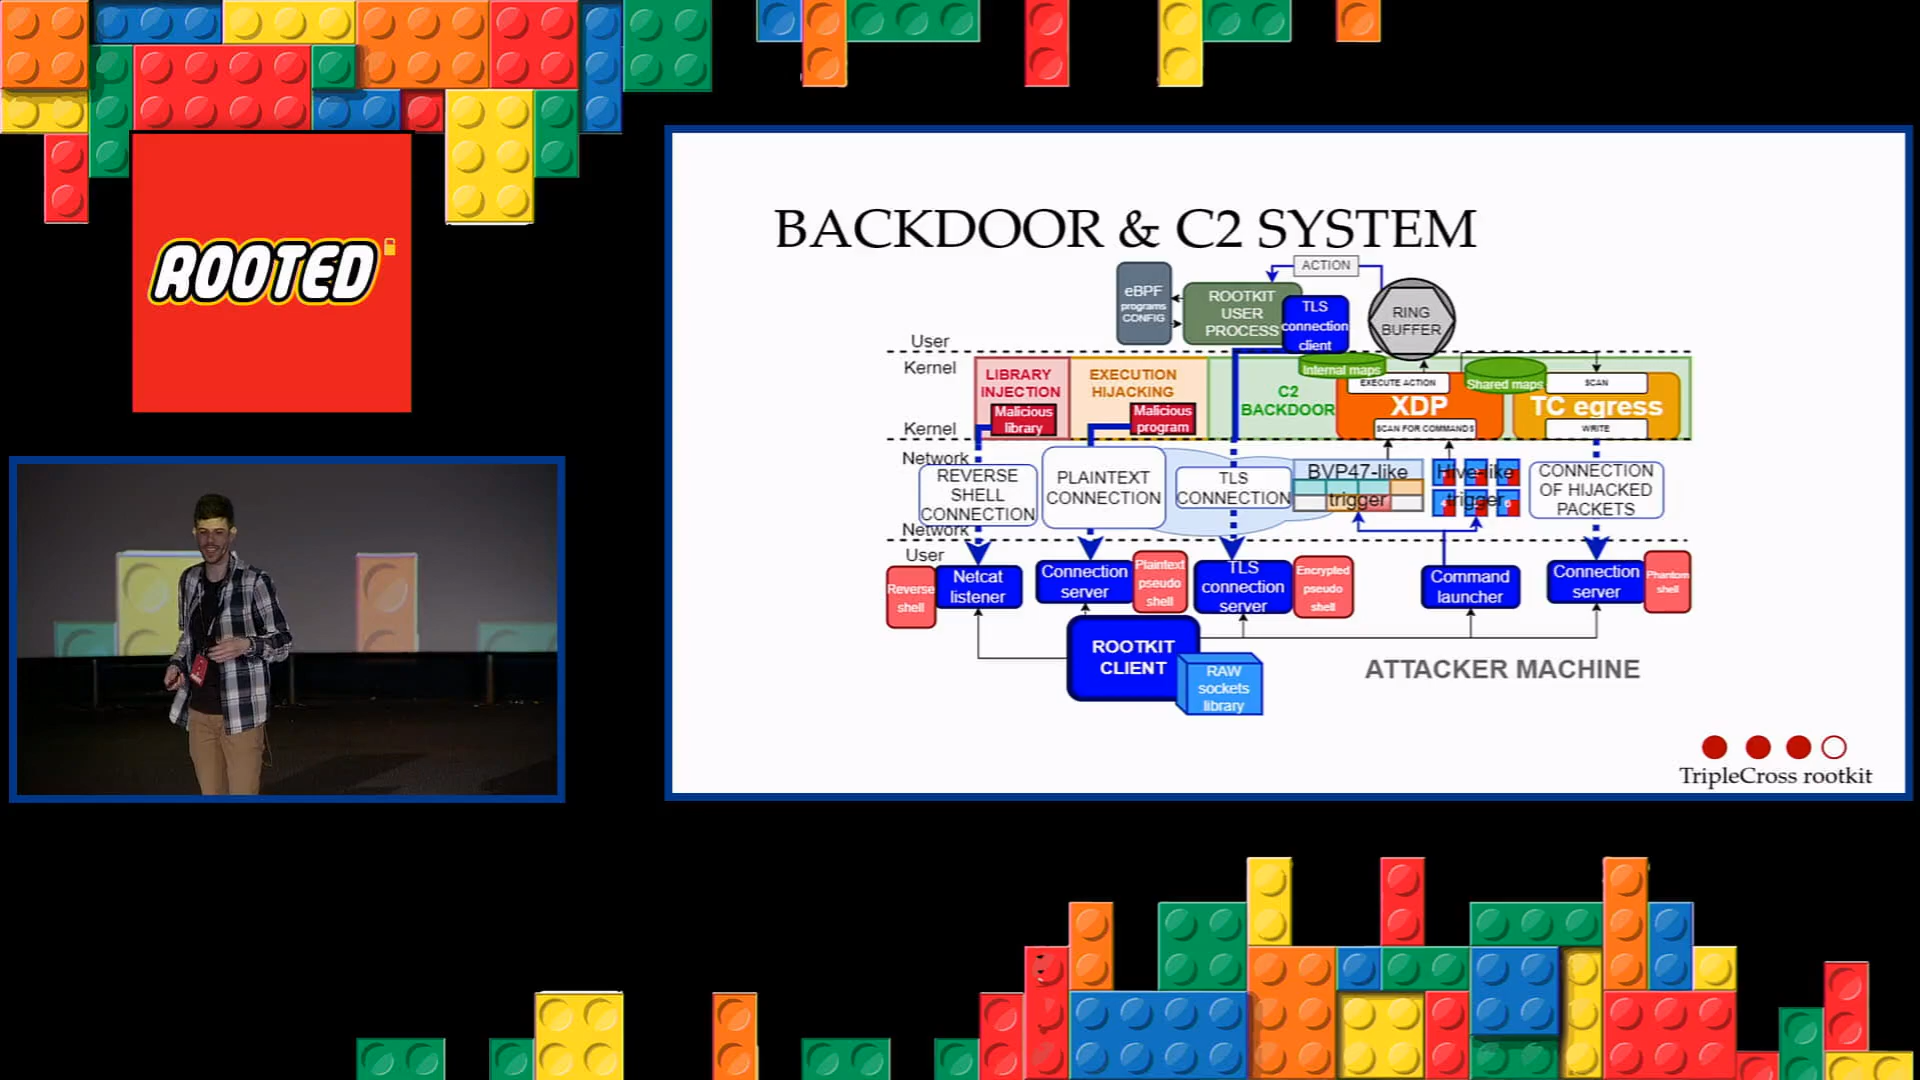 ROOTED
BACKDOOR & C2 SYSTEM
ACTION
eBPF
programs
CONFIG
ROOTKIT
USER
PROCESS
TLS
connection
client
RING
BUFFER
User
Kernel
LIBRARY
INJECTION
Malicious
library
EXECUTION
HIJACKING
Malicious
program
C2
BACKDOOR
Internal maps
EXECUTE ACTION
XDP
SCAN FOR COMMANDS
Shared maps
SCAN
TC egress
WRITE
Kernel
Network
REVERSE
SHELL
CONNECTION
PLAINTEXT
CONNECTION
TLS
CONNECTION
BVP47-like
trigger
Hive-like
trigger
CONNECTION
OF HIJACKED
PACKETS
Network
User
Reverse
shell
Netcat
listener
Connection
server
Plaintext
pseudo
shell
TLS
connection
server
Encrypted
pseudo
shell
Command
launcher
Connection
server
Phantom
shell
ROOTKIT
CLIENT
RAW
sockets
library
ATTACKER MACHINE
TripleCross rootkit